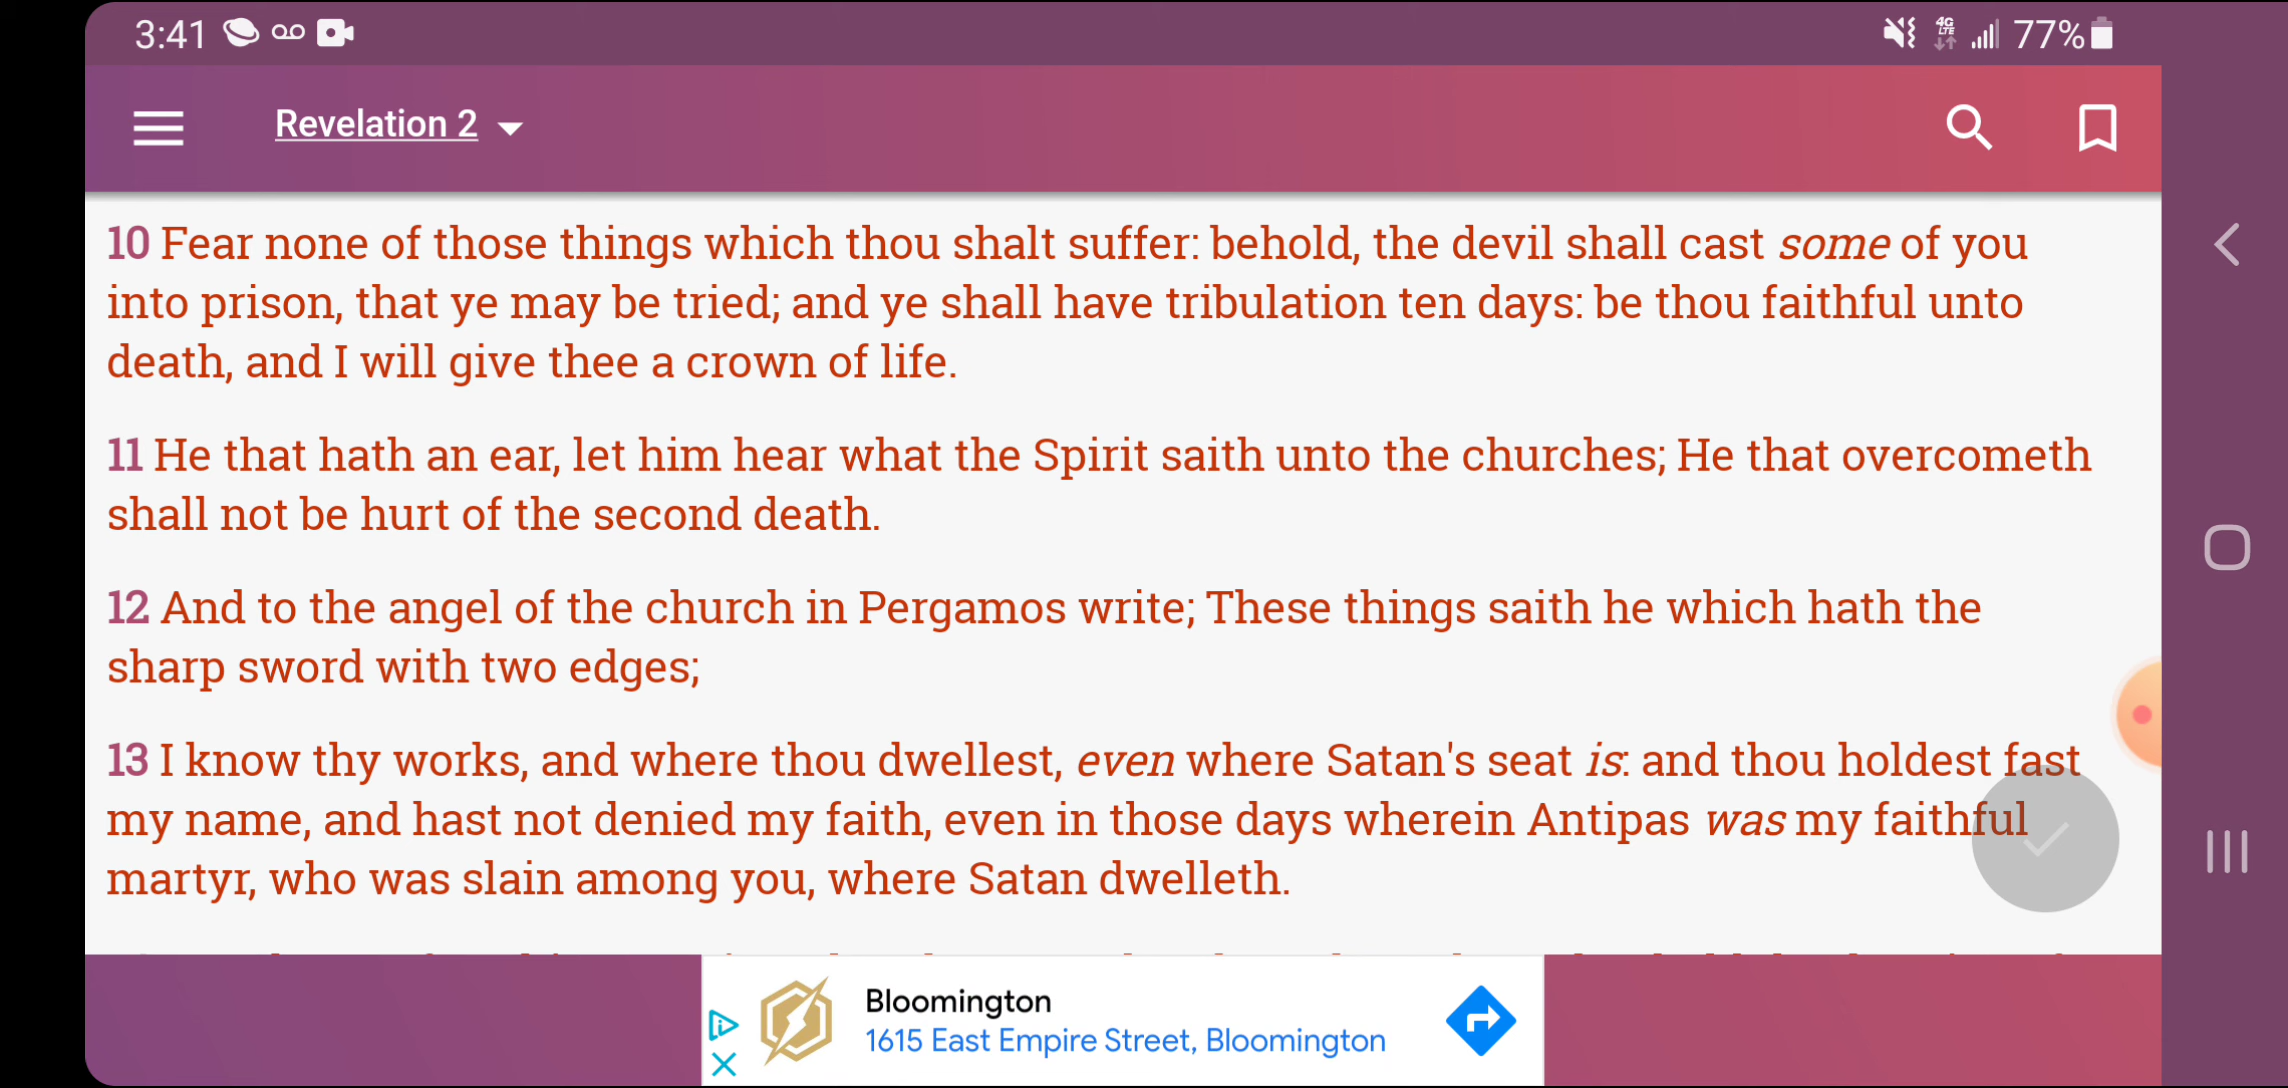 3:41
4G LTE
77%
Revelation 2
10 Fear none of those things which thou shalt suffer: behold, the devil shall cast some of you
into prison, that ye may be tried; and ye shall have tribulation ten days: be thou faithful unto
death, and I will give thee a crown of life.
11 He that hath an ear, let him hear what the Spirit saith unto the churches; He that overcometh
shall not be hurt of the second death.
12 And to the angel of the church in Pergamos write; These things saith he which hath the
sharp sword with two edges;
13 I know thy works, and where thou dwellest, even where Satan's seat is: and thou holdest fast
my name, and hast not denied my faith, even in those days wherein Antipas was my faithful
martyr, who was slain among you, where Satan dwelleth.
Bloomington
1615 East Empire Street, Bloomington